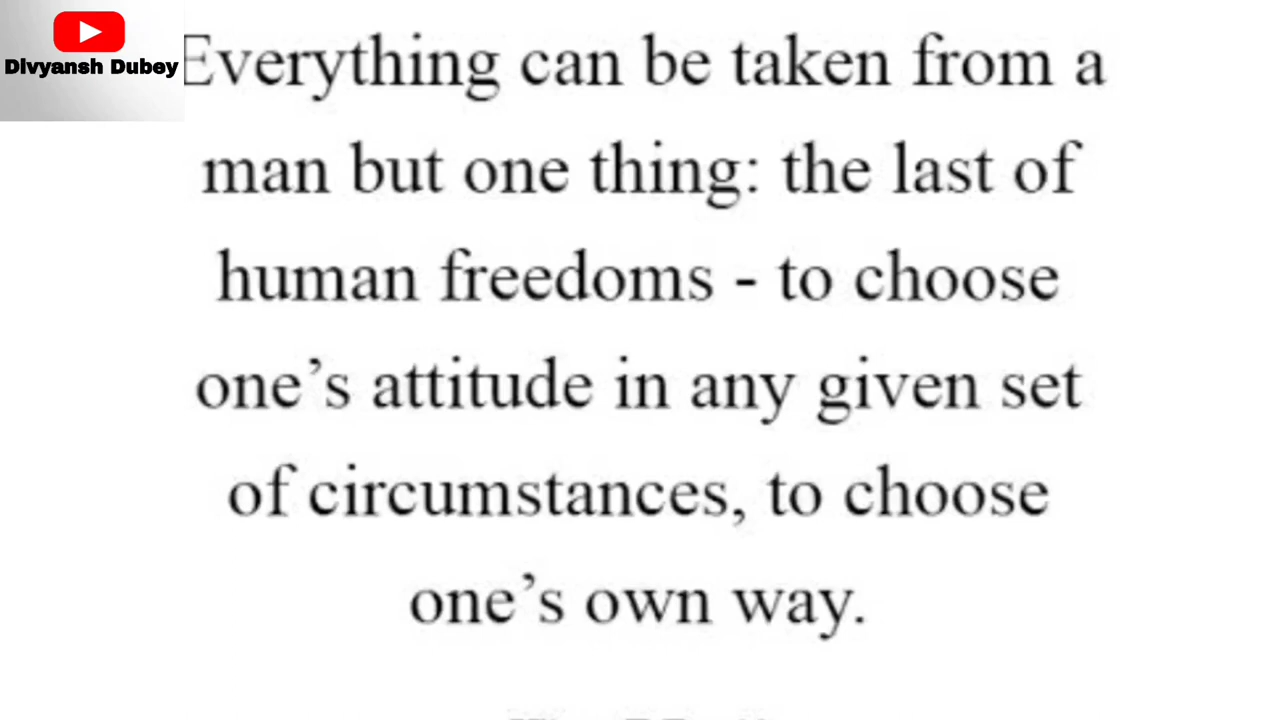 Divyansh Dubey
Everything can be taken from a
man but one thing: the last of
human freedoms - to choose
one’s attitude in any given set
of circumstances, to choose
one’s own way.